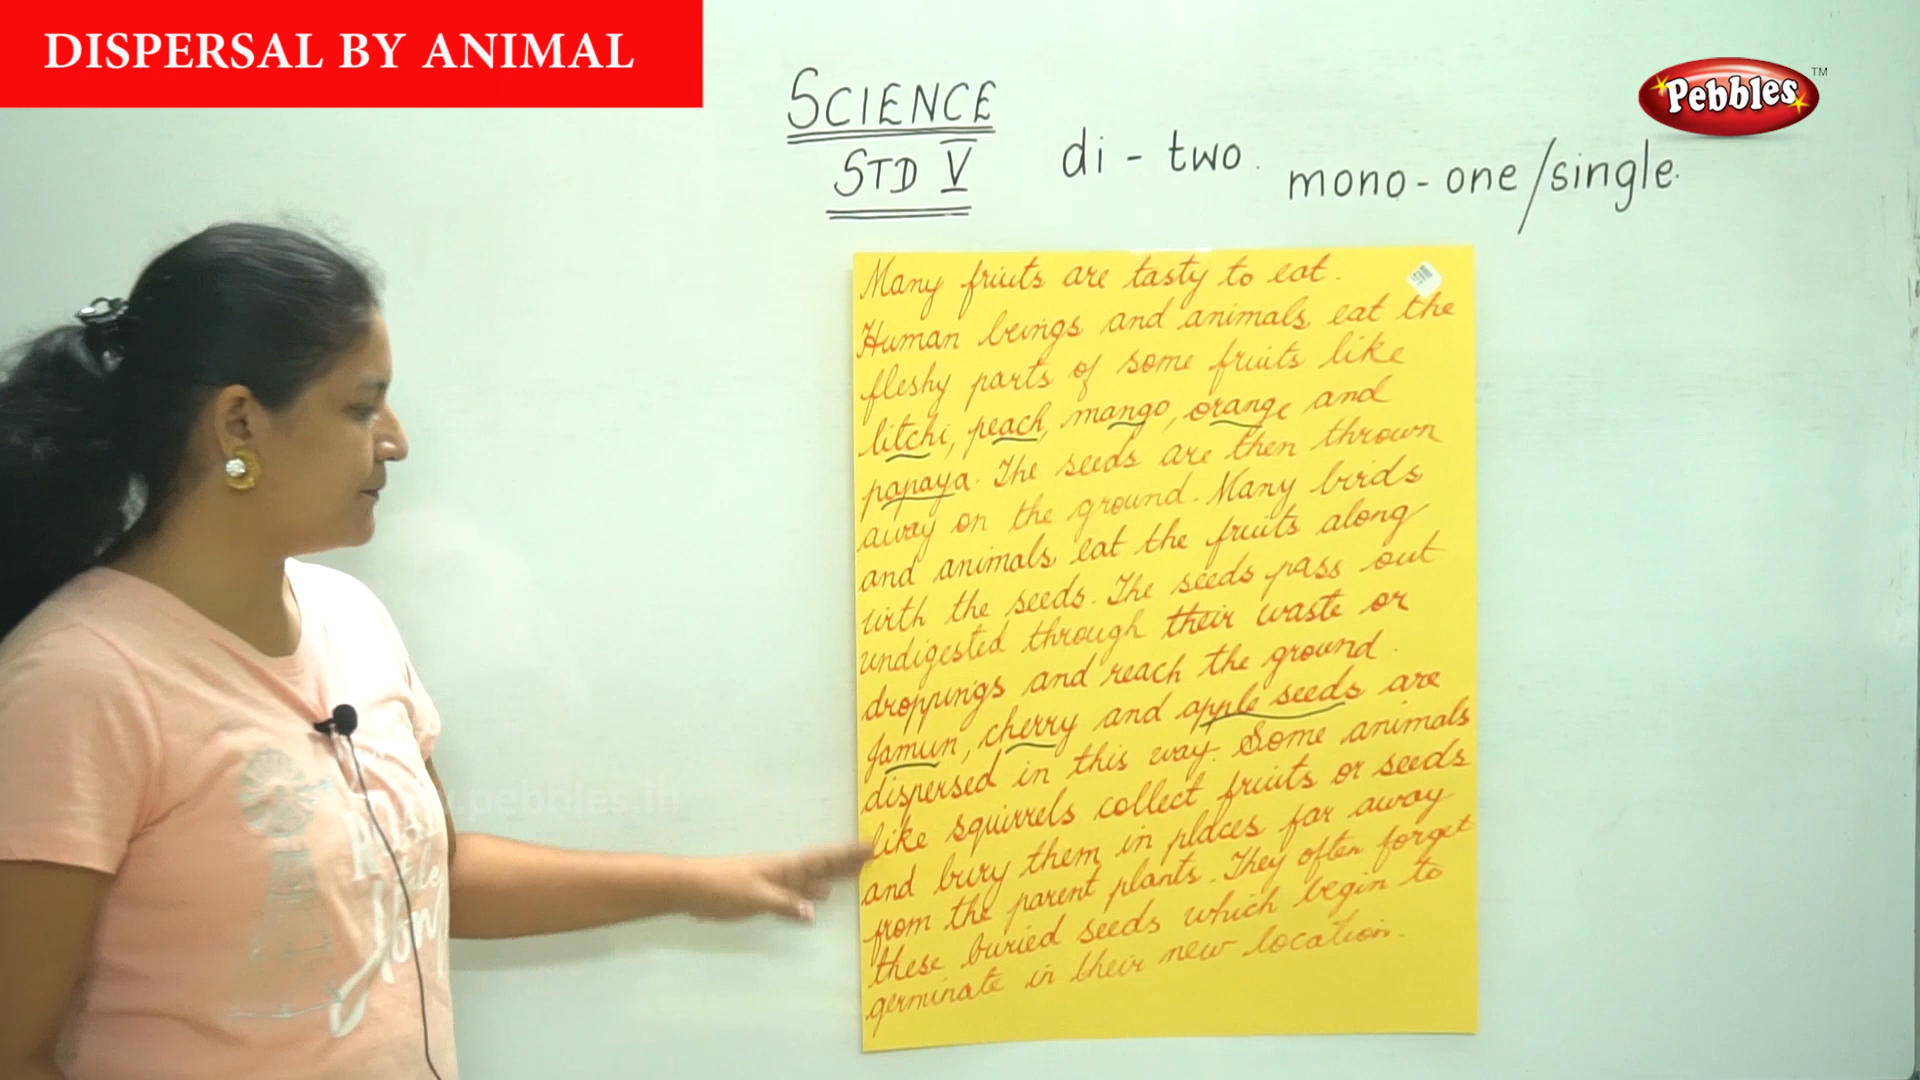 DISPERSAL BY ANIMAL
Pebbles TM
SCIENCE
STD V
di - two.
mono - one/single.
Many fruits are tasty to eat.
Human beings and animals eat the
fleshy parts of some fruits like
litchi, peach, mango, orange and
papaya. The seeds are then thrown
away on the ground. Many birds
and animals eat the fruits along
with the seeds. The seeds pass out
undigested through their waste or
droppings and reach the ground.
Jamun, cherry and apple seeds are
dispersed in this way. Some animals
like squirrels collect fruits or seeds
and bury them in places far away
from the parent plants. They often forget
these buried seeds which begin to
germinate in their new location.
.pebbles.in